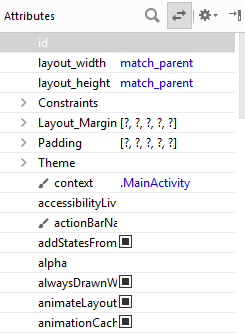 Attributes
id
layout_width match_parent
layout_height match_parent
Constraints
Layout_Margin [?, ?, ?, ?, ?]
Padding [?, ?, ?, ?, ?]
Theme
context .MainActivity
accessibilityLiv
actionBarNa
addStatesFrom
alpha
alwaysDrawnW
animateLayout
animationCach